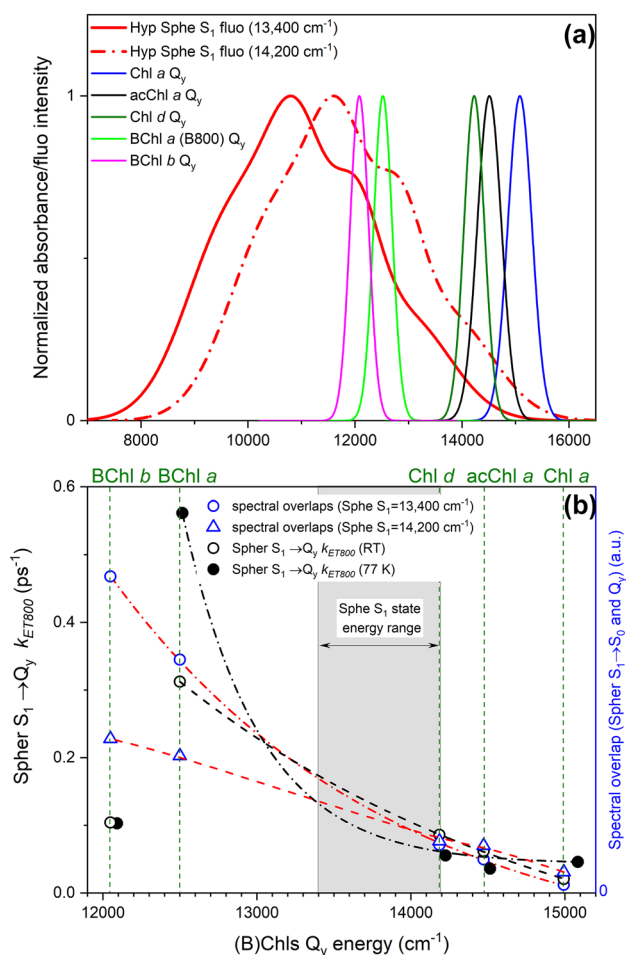 Hyp Sphe S₁ fluo (13,400 cm⁻¹)
Hyp Sphe S₁ fluo (14,200 cm⁻¹)
Chl a Qy
acChl a Qy
Chl d Qy
BChl a (B800) Qy
BChl b Qy
(a)
Normalized absorbance/fluo intensity
1
0
8000 10000 12000 14000 16000
BChl b BChl a Chl d acChl a Chl a
(b)
spectral overlaps (Sphe S₁=13,400 cm⁻¹)
spectral overlaps (Sphe S₁=14,200 cm⁻¹)
Spher S₁→Qy kET800 (RT)
Spher S₁→Qy kET800 (77 K)
Sphe S₁ state
energy range
Spher S₁→Qy kET800 (ps⁻¹)
0.6
0.4
0.2
0.0
0
Spectral overlap (Spher S₁→S₀ and Qy) (a.u.)
12000 13000 14000 15000
(B)Chls Qy energy (cm⁻¹)